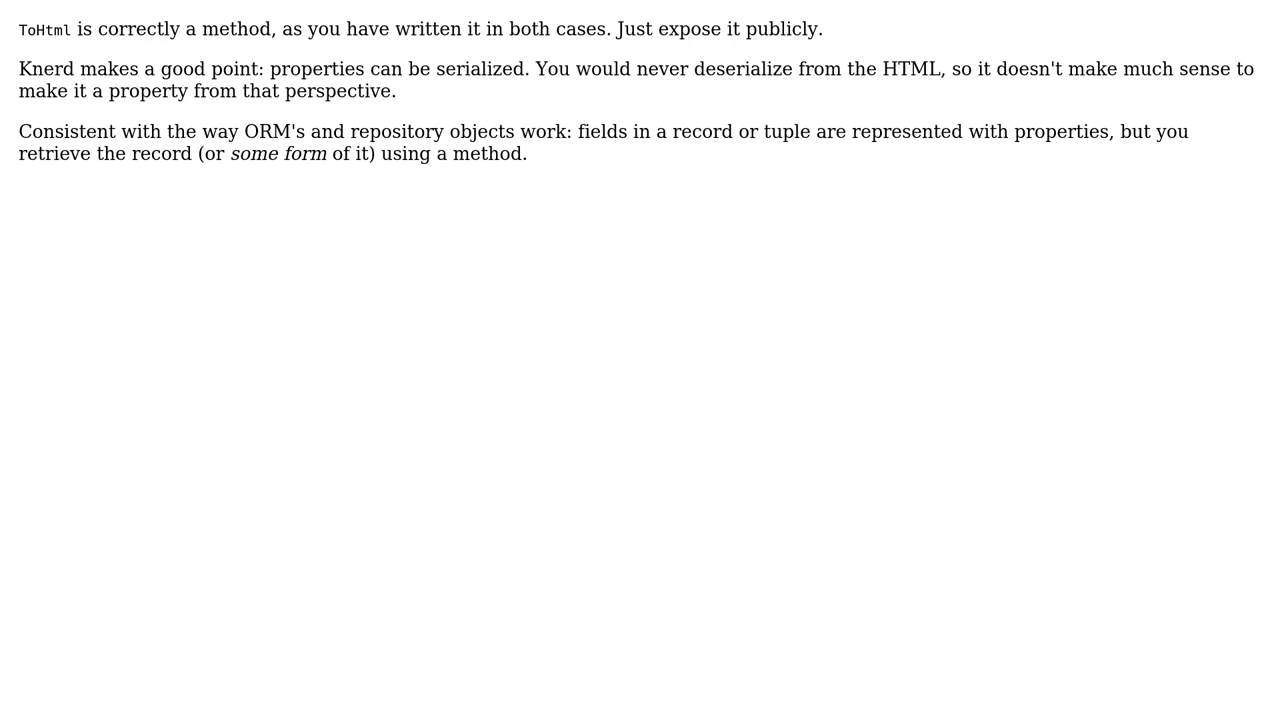 ToHtml is correctly a method, as you have written it in both cases. Just expose it publicly.
Knerd makes a good point: properties can be serialized. You would never deserialize from the HTML, so it doesn't make much sense to
make it a property from that perspective.
Consistent with the way ORM's and repository objects work: fields in a record or tuple are represented with properties, but you
retrieve the record (or some form of it) using a method.